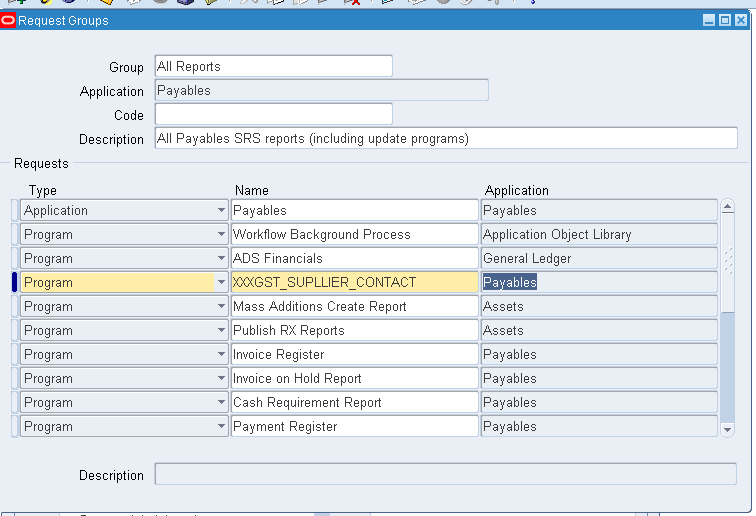 Request Groups
Group All Reports
Application Payables
Code
Description All Payables SRS reports (including update programs)
Requests
Type Name Application
Application Payables Payables
Program Workflow Background Process Application Object Library
Program ADS Financials General Ledger
Program XXXGST_SUPLLIER_CONTACT Payables
Program Mass Additions Create Report Assets
Program Publish RX Reports Assets
Program Invoice Register Payables
Program Invoice on Hold Report Payables
Program Cash Requirement Report Payables
Program Payment Register Payables
Description